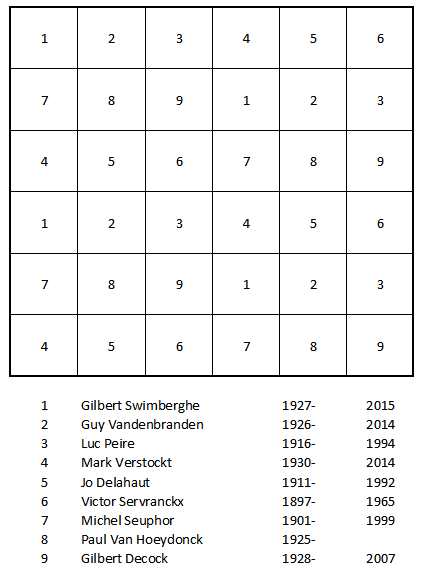 1 2 3 4 5 6
7 8 9 1 2 3
4 5 6 7 8 9
1 2 3 4 5 6
7 8 9 1 2 3
4 5 6 7 8 9
1 Gilbert Swimberghe 1927- 2015
2 Guy Vandenbranden 1926- 2014
3 Luc Peire 1916- 1994
4 Mark Verstockt 1930- 2014
5 Jo Delahaut 1911- 1992
6 Victor Servranckx 1897- 1965
7 Michel Seuphor 1901- 1999
8 Paul Van Hoeydonck 1925-
9 Gilbert Decock 1928- 2007